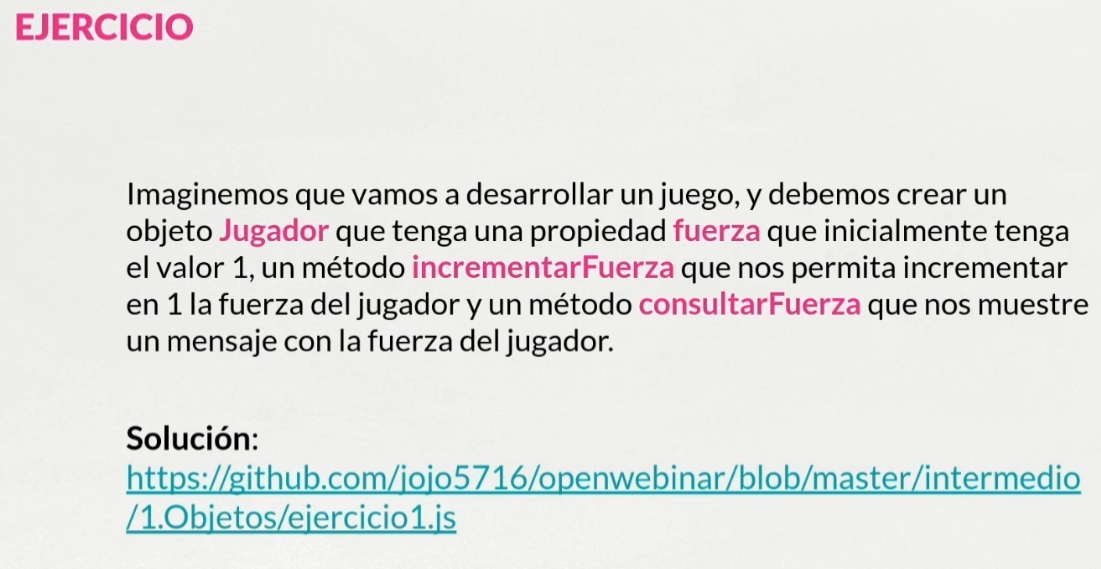 EJERCICIO
Imaginemos que vamos a desarrollar un juego, y debemos crear un
objeto Jugador que tenga una propiedad fuerza que inicialmente tenga
el valor 1, un método incrementarFuerza que nos permita incrementar
en 1 la fuerza del jugador y un método consultarFuerza que nos muestre
un mensaje con la fuerza del jugador.
Solución:
https://github.com/jojo5716/openwebinar/blob/master/intermedio
/1.Objetos/ejercicio1.js